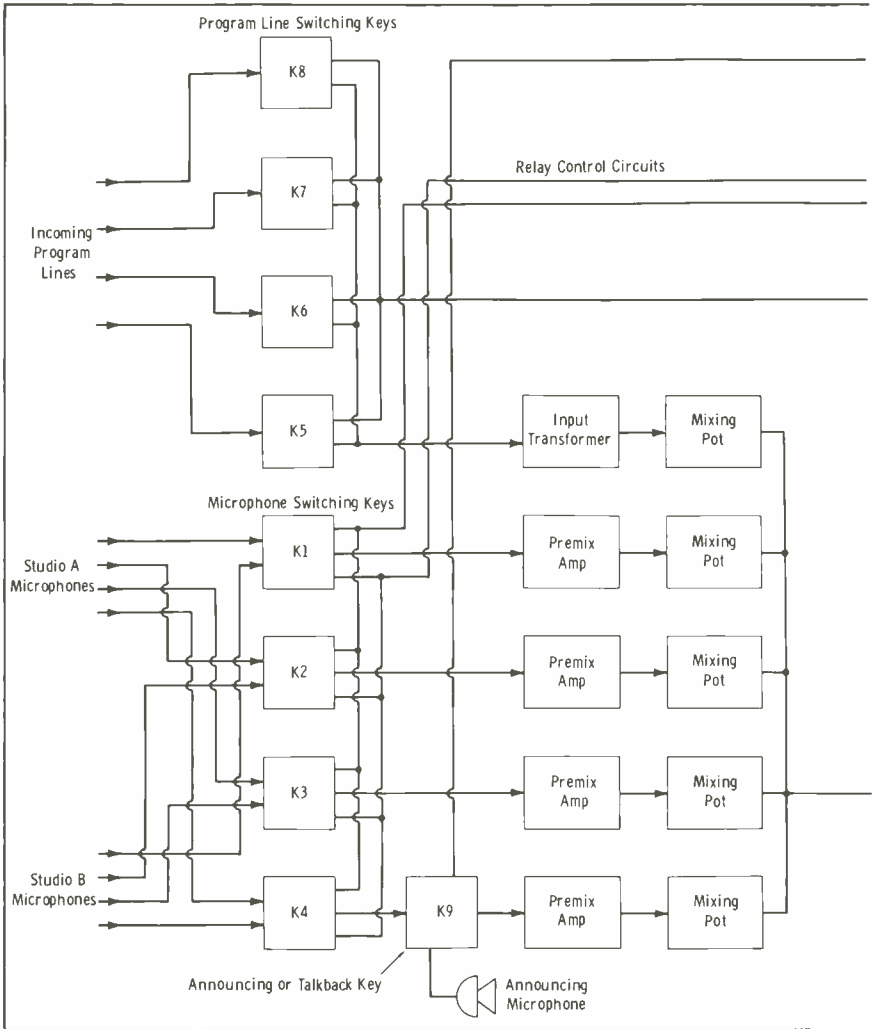 Program Line Switching Keys
K8
K7
Relay Control Circuits
Incoming
Program
Lines
K6
K5
Input
Transformer
Mixing
Pot
Microphone Switching Keys
K1
Premix
Amp
Mixing
Pot
Studio A
Microphones
K2
Premix
Amp
Mixing
Pot
K3
Premix
Amp
Mixing
Pot
Studio B
Microphones
K4
K9
Premix
Amp
Mixing
Pot
Announcing or Talkback Key
Announcing
Microphone